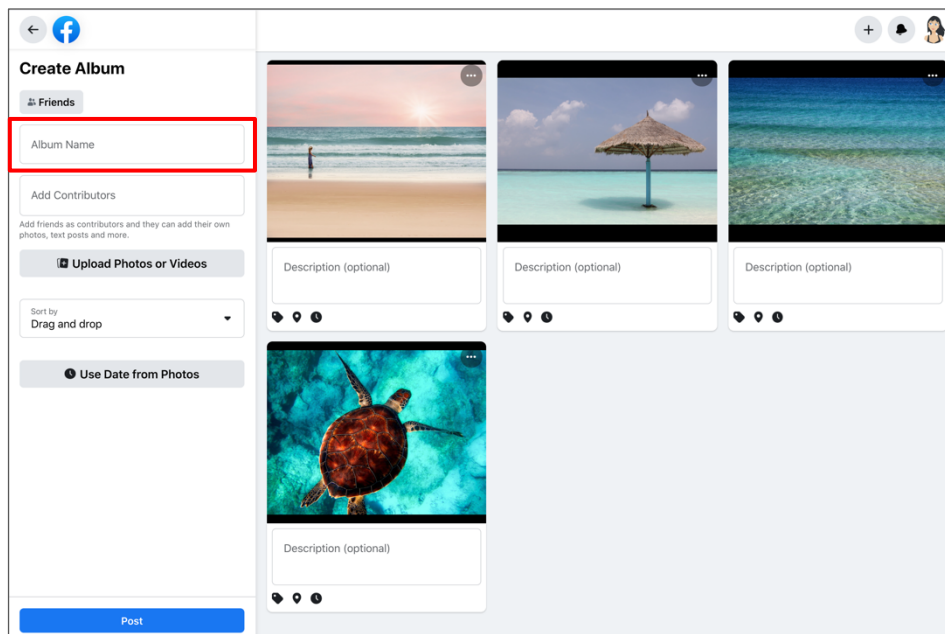 Create Album
Friends
Album Name
Add Contributors
Add friends as contributors and they can add their own
photos, text posts and more.
Upload Photos or Videos
Sort by
Drag and drop
Use Date from Photos
Post
Description (optional)
Description (optional)
Description (optional)
Description (optional)